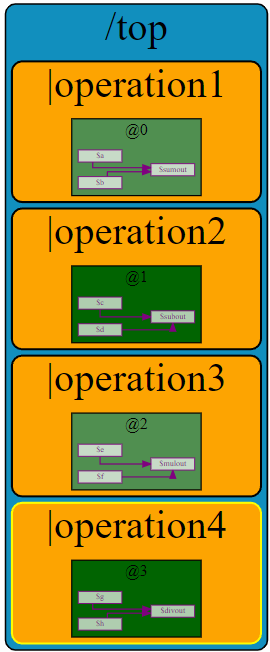 /top
|operation1
@0
$a
$sumout
$b
|operation2
@1
$c
$subout
$d
|operation3
@2
$e
$mulout
$f
|operation4
@3
$g
$divout
$h